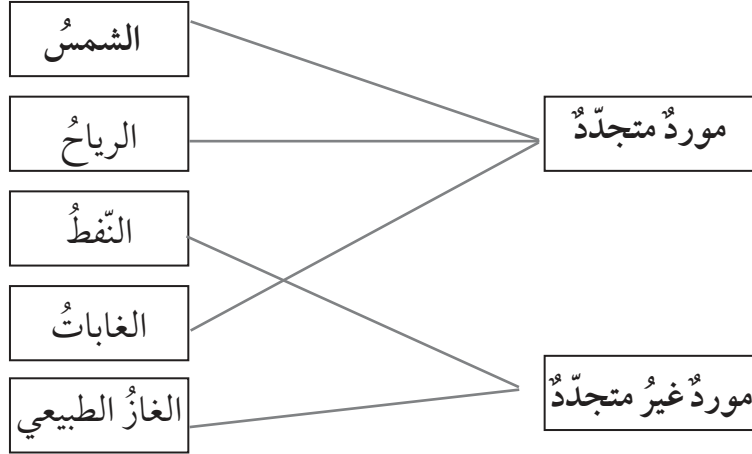 الشمسُ
الرياحُ
النّفطُ
الغاباتُ
الغازُ الطبيعي
موردٌ متجدّدٌ
موردٌ غيرُ متجدّدٌ